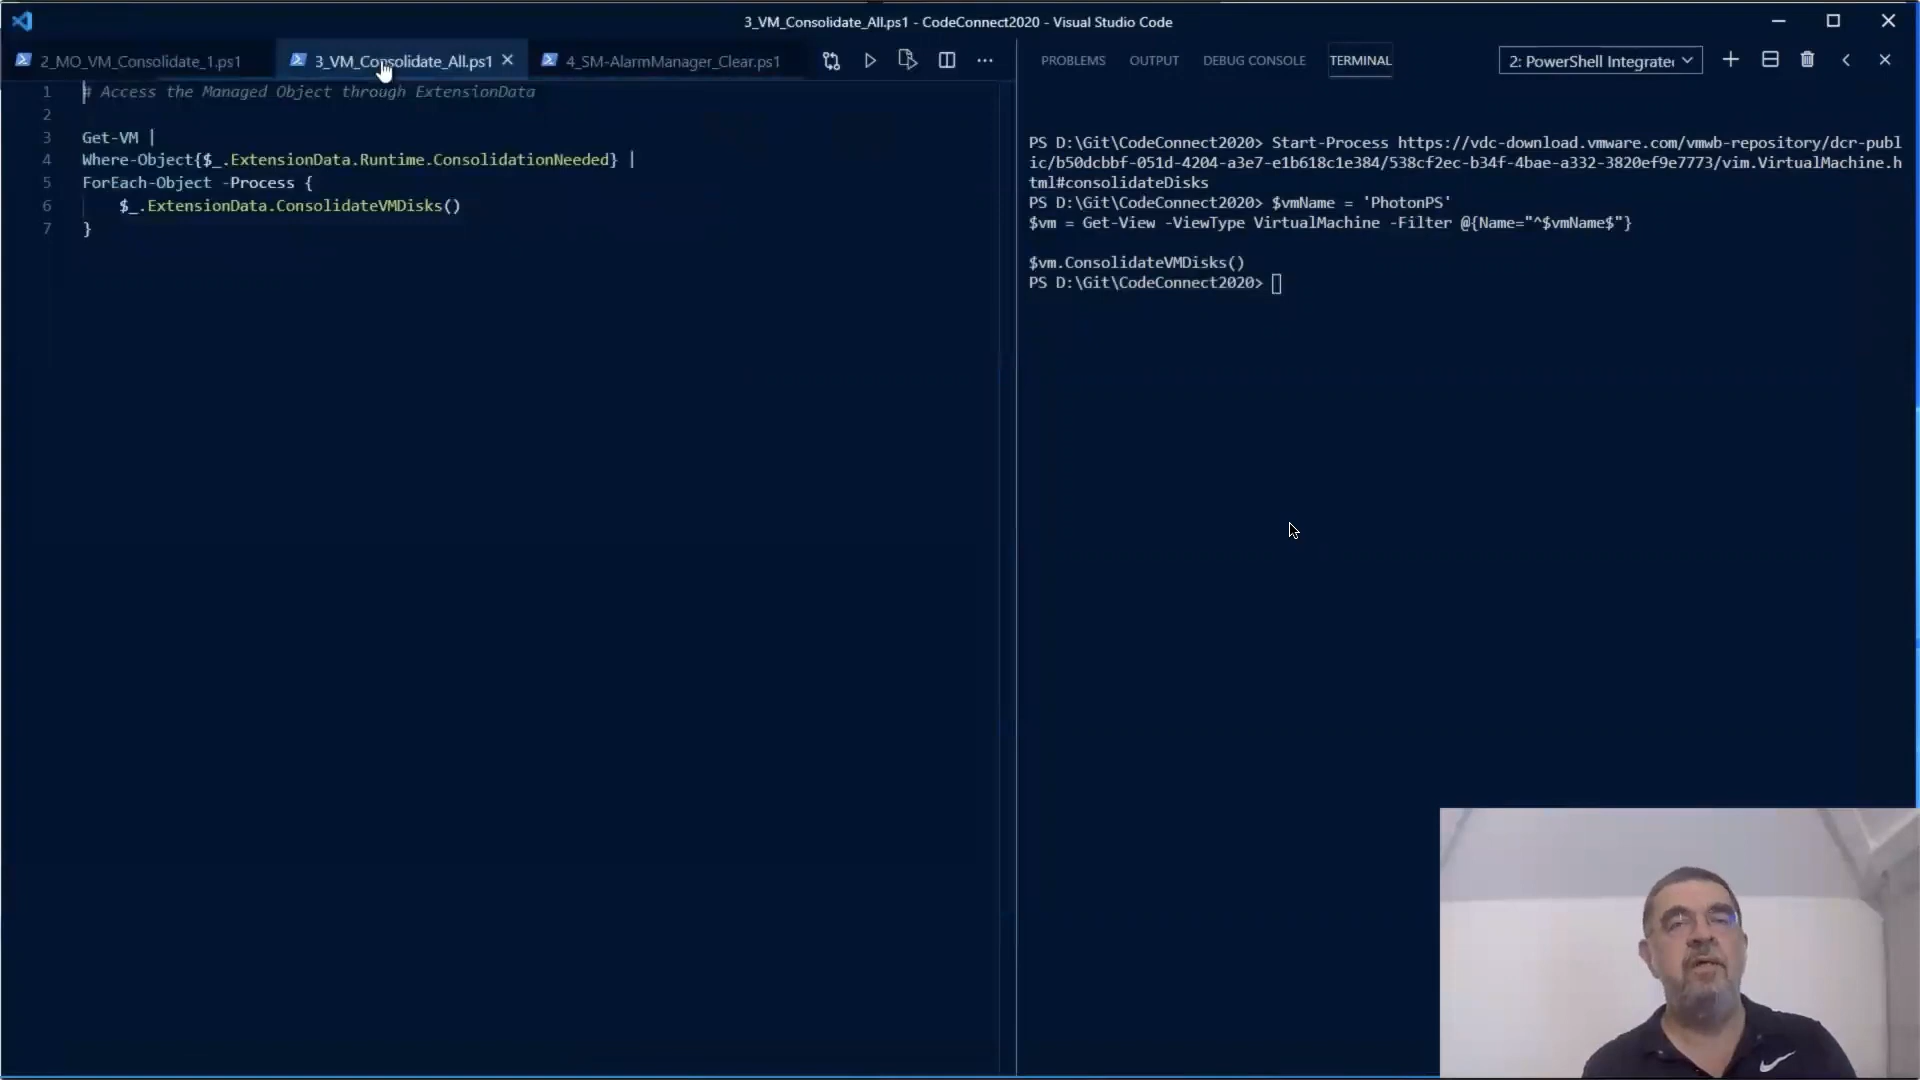 3_VM_Consolidate_All.ps1 - CodeConnect2020 - Visual Studio Code
2_MO_VM_Consolidate_1.ps1
3_VM_Consolidate_All.ps1
4_SM-AlarmManager_Clear.ps1
PROBLEMS
OUTPUT
DEBUG CONSOLE
TERMINAL
2: PowerShell Integrate
1 # Access the Managed Object through ExtensionData
2
3 Get-VM |
4 Where-Object{$_.ExtensionData.Runtime.ConsolidationNeeded} |
5 ForEach-Object -Process {
6 $_.ExtensionData.ConsolidateVMDisks()
7 }
PS D:\Git\CodeConnect2020> Start-Process https://vdc-download.vmware.com/vmwb-repository/dcr-publ
ic/b50dcbbf-051d-4204-a3e7-e1b618c1e384/538cf2ec-b34f-4bae-a332-3820ef9e7773/vim.VirtualMachine.h
tml#consolidateDisks
PS D:\Git\CodeConnect2020> $vmName = 'PhotonPS'
$vm = Get-View -ViewType VirtualMachine -Filter @{Name="^$vmName$"}
$vm.ConsolidateVMDisks()
PS D:\Git\CodeConnect2020>